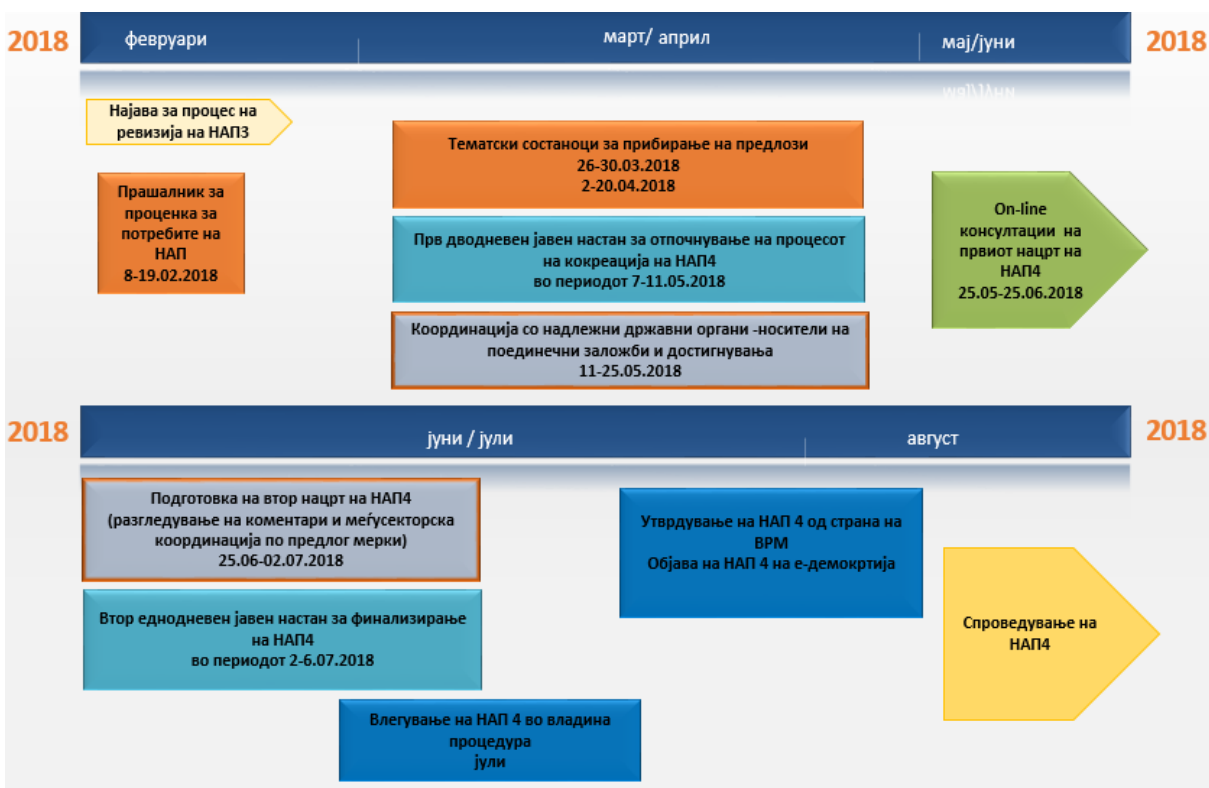 2018
февруари
март/ април
мај/јуни
2018
Најава за процес на
ревизија на НАП3
Прашалник за
проценка за
потребите на
НАП
8-19.02.2018
Тематски состаноци за прибирање на предлози
26-30.03.2018
2-20.04.2018
Прв дводневен јавен настан за отпочнување на процесот
на кокреација на НАП4
во периодот 7-11.05.2018
Координација со надлежни државни органи -носители на
поединечни заложби и достигнувања
11-25.05.2018
On-line
консултации на
првиот нацрт на
НАП4
25.05-25.06.2018
2018
јуни / јули
август
2018
Подготовка на втор нацрт на НАП4
(разгледување на коментари и меѓусекторска
координација по предлог мерки)
25.06-02.07.2018
Втор еднодневен јавен настан за финализирање
на НАП4
во периодот 2-6.07.2018
Влегување на НАП 4 во владина
процедура
јули
Утврдување на НАП 4 од страна на
ВРМ
Објава на НАП 4 на е-демокртија
Спроведување на
НАП4